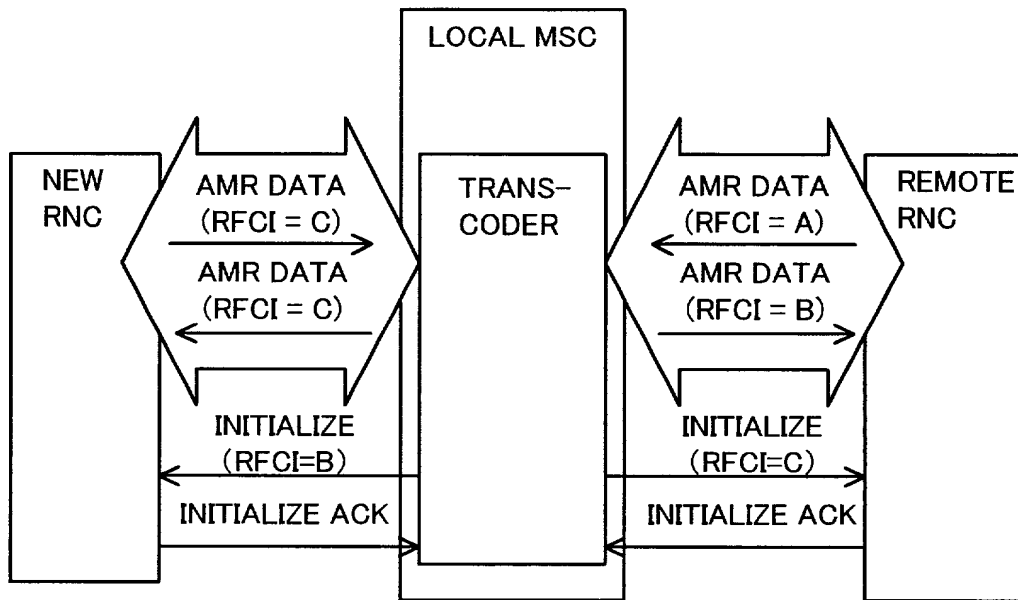 LOCAL MSC
NEW
RNC
AMR DATA
(RFCI = C)
AMR DATA
(RFCI = C)
TRANS-
CODER
AMR DATA
(RFCI = A)
AMR DATA
(RFCI = B)
REMOTE
RNC
INITIALIZE
(RFCI=B)
INITIALIZE ACK
INITIALIZE
(RFCI=C)
INITIALIZE ACK